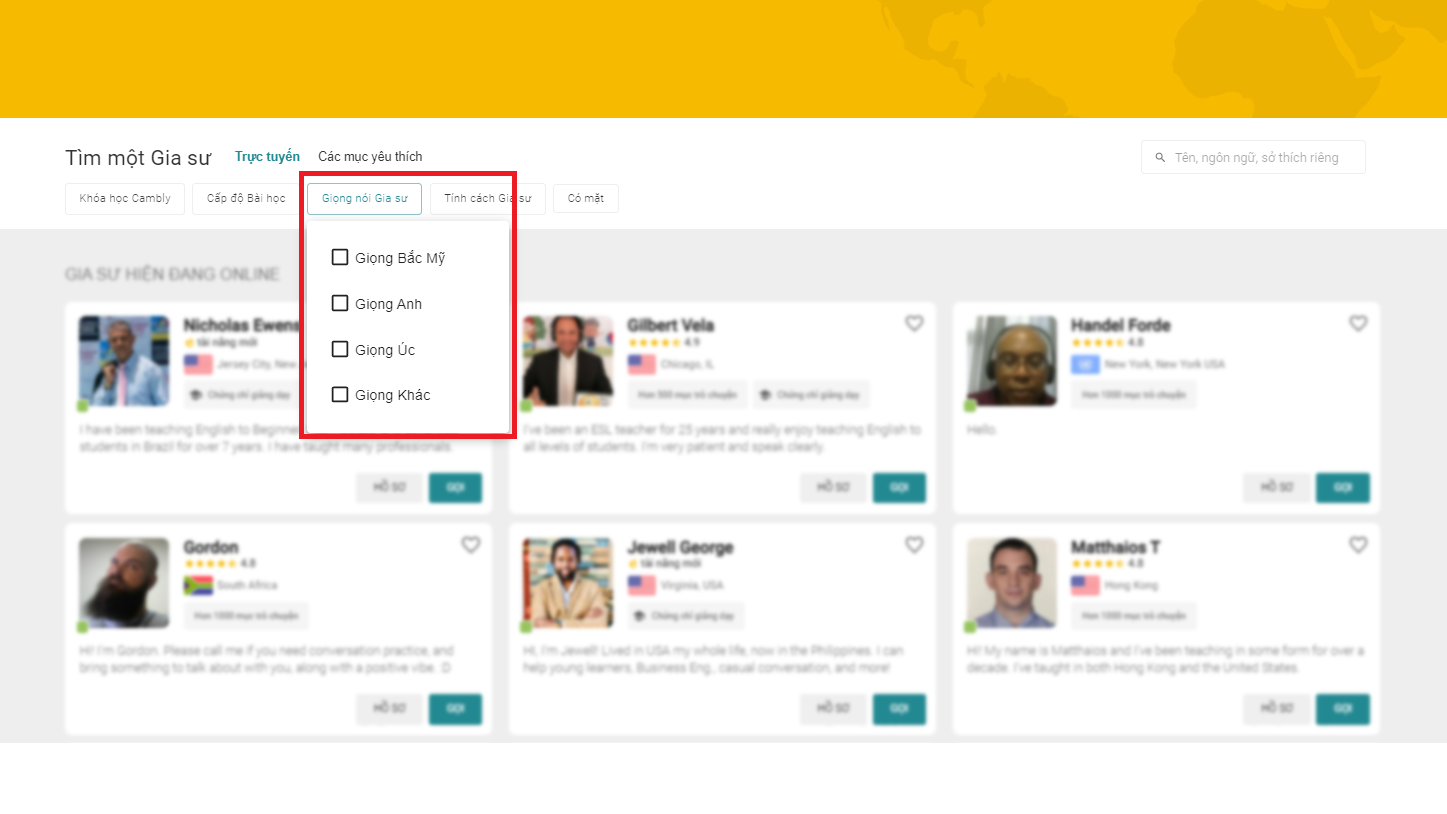 Tìm một Gia sư
Trực tuyến
Các mục yêu thích
Tên, ngôn ngữ, sở thích riêng
Khóa học Cambly
Cấp độ Bài học
Giọng nói Gia sư
Tính cách Gia sư
Có mặt
Giọng Bắc Mỹ
Giọng Anh
Giọng Úc
Giọng Khác
GIA SƯ HIỆN ĐANG ONLINE
Nicholas Ewens
tài năng mới
Jersey City, New
Chứng chỉ giảng dạy
I have been teaching English to Beginne
students in Brazil for over 7 years. I have taught many professionals.
HỒ SƠ
GỌI
Gilbert Vela
4.9
Chicago, IL
Hơn 500 mục trò chuyện
Chứng chỉ giảng dạy
I've been an ESL teacher for 25 years and really enjoy teaching English to
all levels of students. I'm very patient and speak clearly.
HỒ SƠ
GỌI
Handel Forde
4.8
New York, New York USA
Hơn 1000 mục trò chuyện
Hello.
HỒ SƠ
GỌI
Gordon
4.8
South Africa
Hơn 1000 mục trò chuyện
Hi! I'm Gordon. Please call me if you need conversation practice, and
bring something to talk about with you, along with a positive vibe. :D
HỒ SƠ
GỌI
Jewell George
tài năng mới
Virginia, USA
Chứng chỉ giảng dạy
Hi, I'm Jewell! Lived in USA my whole life, now in the Philippines. I can
help young learners, Business Eng., casual conversation, and more!
HỒ SƠ
GỌI
Matthaios T
4.8
Hong Kong
Hơn 1000 mục trò chuyện
Hi! My name is Matthaios and I've been teaching in some form for over a
decade. I've taught in both Hong Kong and the United States.
HỒ SƠ
GỌI